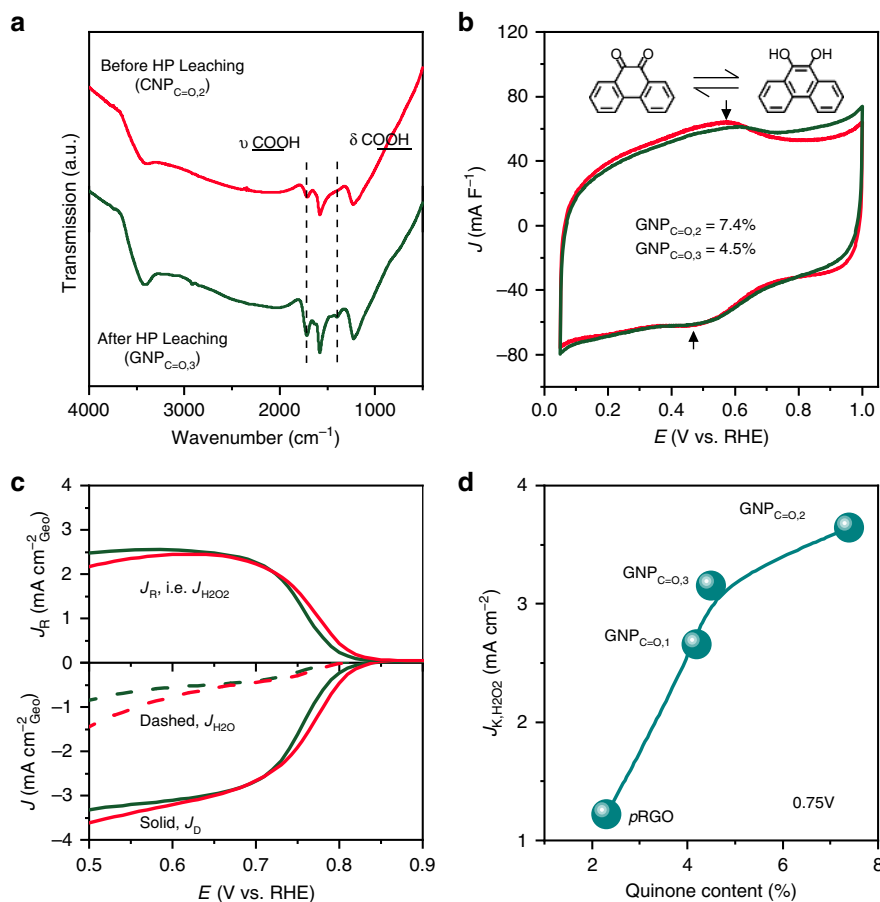 a
Before HP Leaching
(CNP_C=O,2)
υ COOH
δ COOH
After HP Leaching
(GNP_C=O,3)
Transmission (a.u.)
4000 3000 2000 1000
Wavenumber (cm⁻¹)
b
120
80
40
0
−40
−80
J (mA F⁻¹)
O O
HO OH
GNP_C=O,2 = 7.4%
GNP_C=O,3 = 4.5%
0.0 0.2 0.4 0.6 0.8 1.0
E (V vs. RHE)
c
4
3
2
1
0
−1
−2
−3
−4
J_R (mA cm⁻²_Geo)
J (mA cm⁻²_Geo)
J_R, i.e. J_H2O2
Dashed, J_H2O
Solid, J_D
0.5 0.6 0.7 0.8 0.9
E (V vs. RHE)
d
4
3
2
1
J_K,H2O2 (mA cm⁻²)
GNP_C=O,2
GNP_C=O,3
GNP_C=O,1
pRGO
0.75V
2 4 6 8
Quinone content (%)